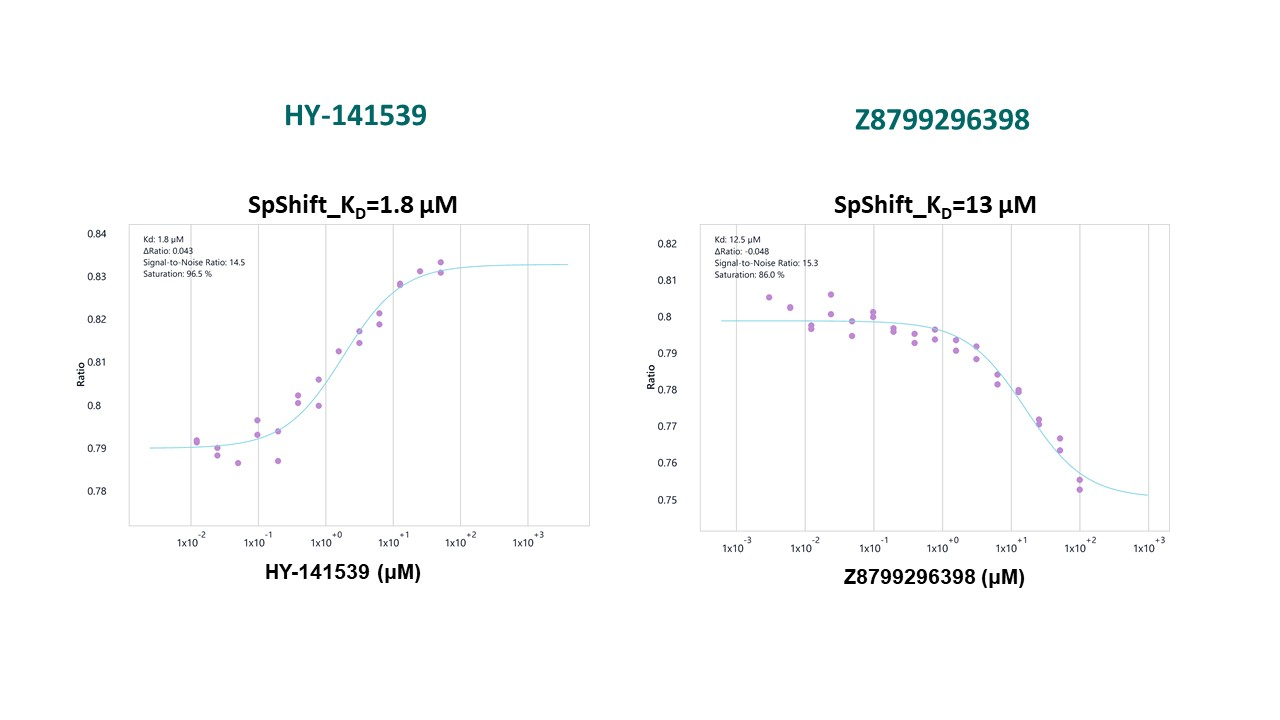 HY-141539
Z8799296398
SpShift_KD=1.8 µM
Kd: 1.8 µM
ΔRatio: 0.043
Signal-to-Noise Ratio: 14.5
Saturation: 96.5 %
0.84
0.83
0.82
0.81
0.8
0.79
0.78
Ratio
1x10-2
1x10-1
1x10+0
1x10+1
1x10+2
1x10+3
HY-141539 (µM)
SpShift_KD=13 µM
Kd: 12.5 µM
ΔRatio: -0.048
Signal-to-Noise Ratio: 15.3
Saturation: 86.0 %
0.82
0.81
0.8
0.79
0.78
0.77
0.76
0.75
Ratio
1x10-3
1x10-2
1x10-1
1x10+0
1x10+1
1x10+2
1x10+3
Z8799296398 (µM)